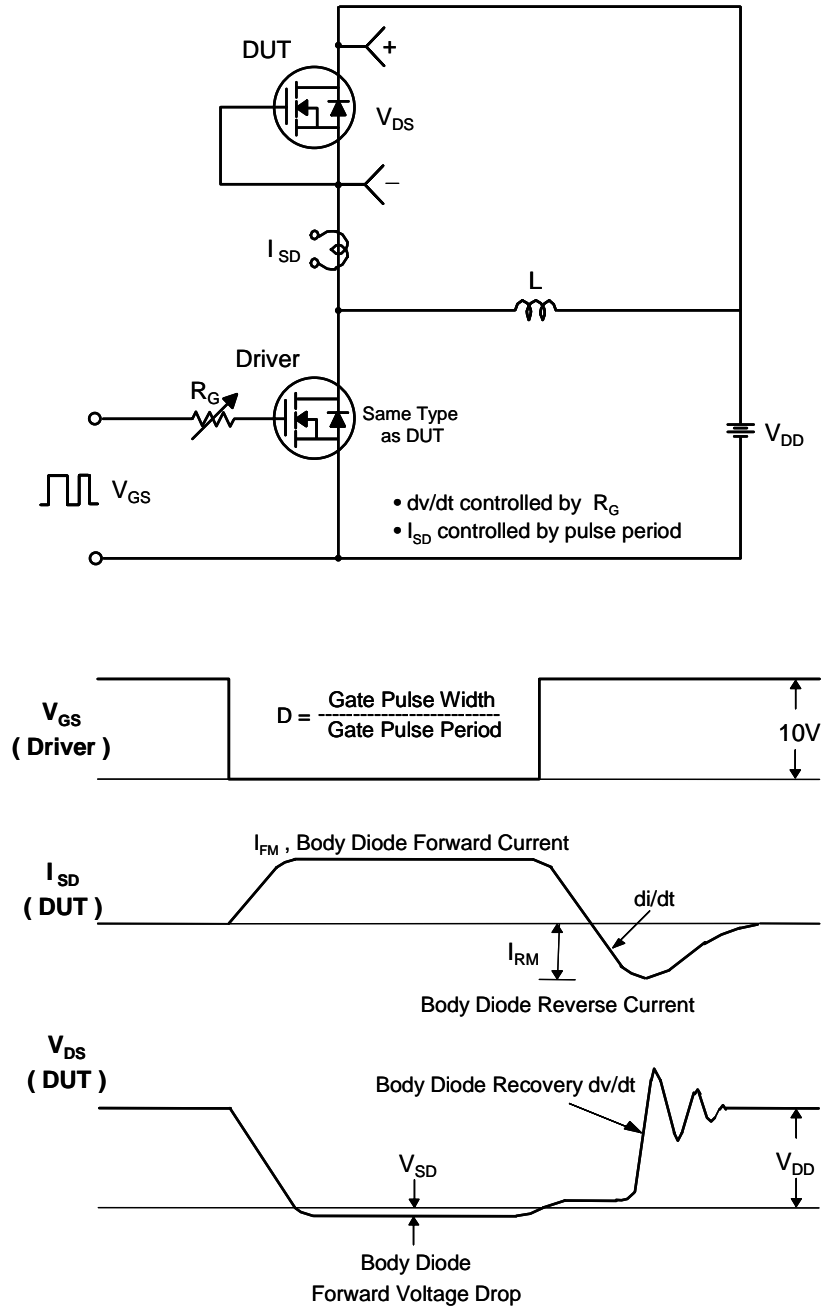 DUT
+
V_DS
−
I_SD
L
Driver
R_G
Same Type
as DUT
V_DD
V_GS
• dv/dt controlled by R_G
• I_SD controlled by pulse period
V_GS
( Driver )
D = Gate Pulse Width
Gate Pulse Period
10V
I_FM , Body Diode Forward Current
I_SD
( DUT )
di/dt
I_RM
Body Diode Reverse Current
V_DS
( DUT )
Body Diode Recovery dv/dt
V_SD
V_DD
Body Diode
Forward Voltage Drop